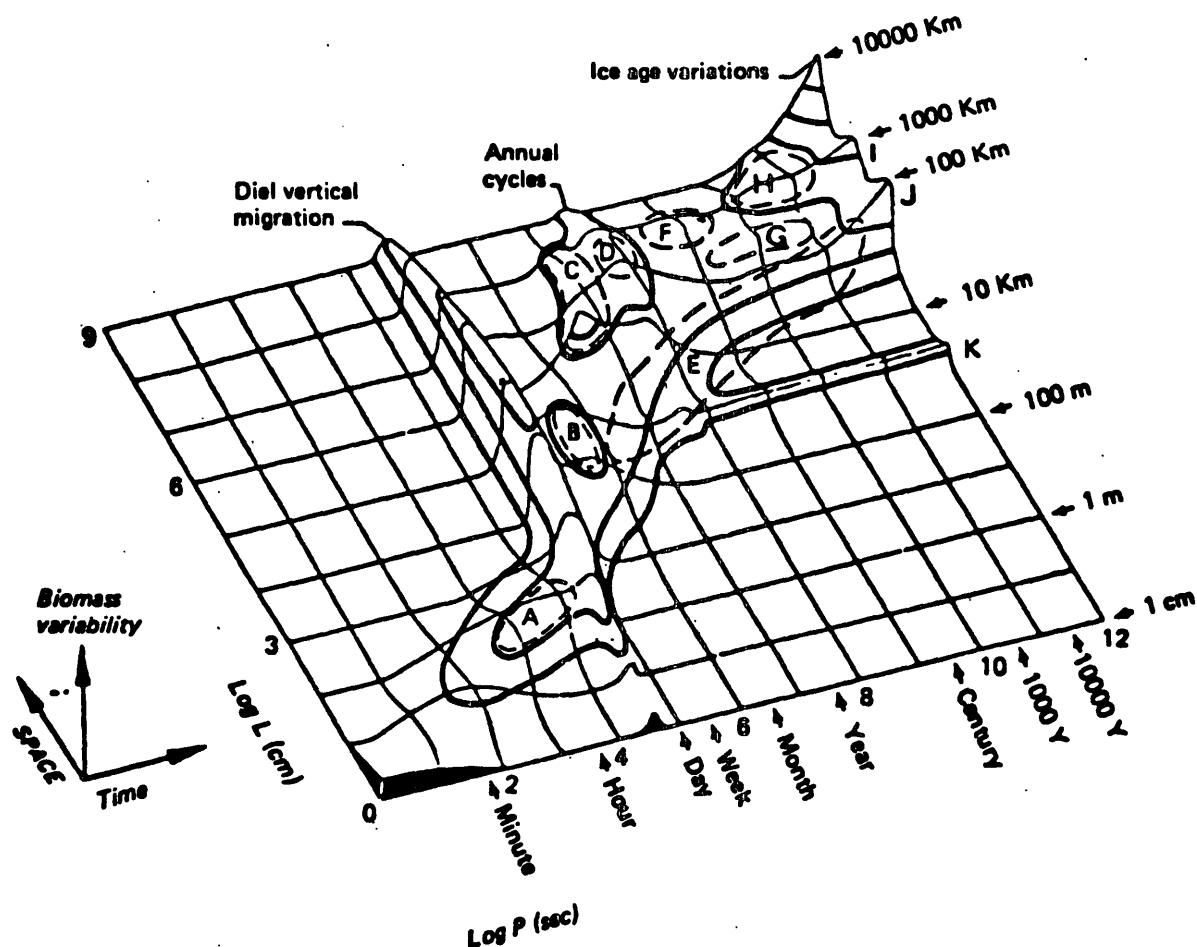 10000 Km
Ice age variations
1000 Km
I
100 Km
J
Annual
cycles
H
Diel vertical
migration
F
G
C
D
10 Km
9
K
E
100 m
B
6
1 m
Biomass
variability
A
1 cm
3
12
SPACE
Time
Log L (cm)
0
2
4
6
8
10
Minute
Hour
Day
Week
Month
Year
Century
1000 Y
10000 Y
Log P (sec)